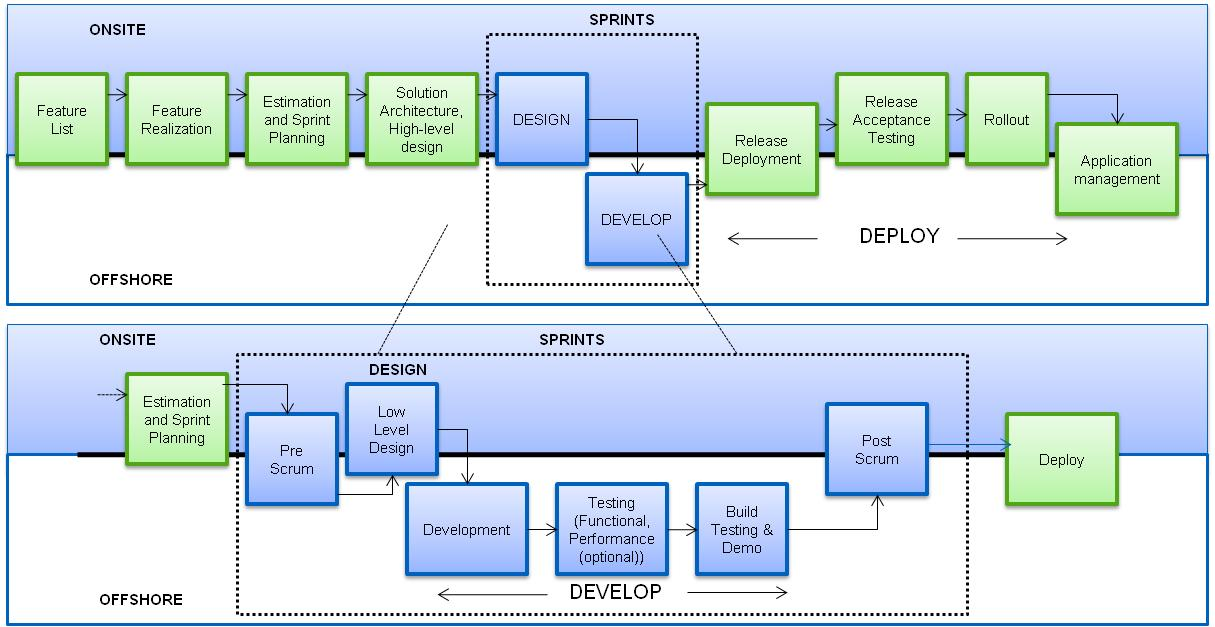 SPRINTS
ONSITE
Feature
List
Feature
Realization
Estimation
and Sprint
Planning
Solution
Architecture,
High-level
design
DESIGN
DEVELOP
Release
Deployment
Release
Acceptance
Testing
Rollout
Application
management
DEPLOY
OFFSHORE
ONSITE
SPRINTS
DESIGN
Estimation
and Sprint
Planning
Pre
Scrum
Low
Level
Design
Development
Testing
(Functional,
Performance
(optional))
Build
Testing &
Demo
Post
Scrum
Deploy
DEVELOP
OFFSHORE